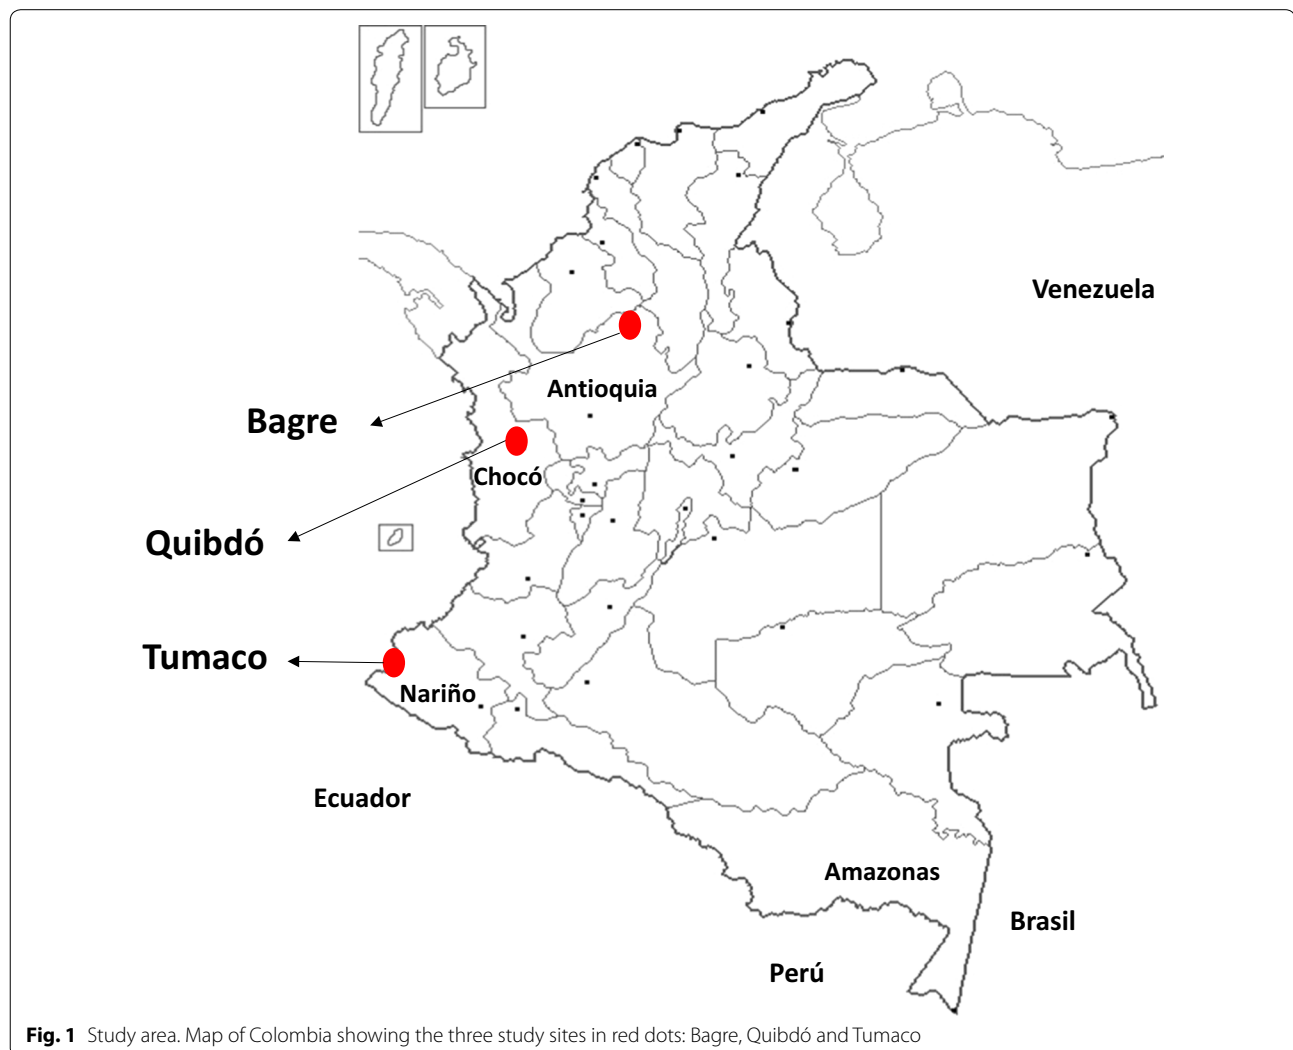 Venezuela
Antioquia
Bagre
Chocó
Quibdó
Tumaco
Nariño
Ecuador
Amazonas
Brasil
Perú
Fig. 1 Study area. Map of Colombia showing the three study sites in red dots: Bagre, Quibdó and Tumaco